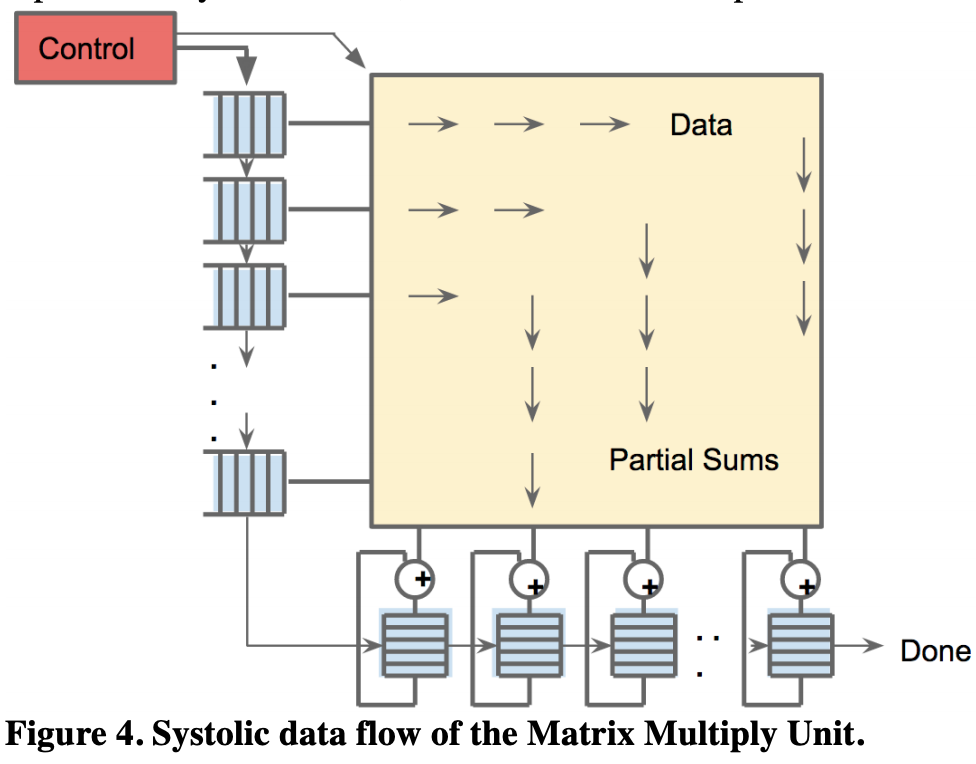 Control
Data
Partial Sums
+ + + +
Done
Figure 4. Systolic data flow of the Matrix Multiply Unit.